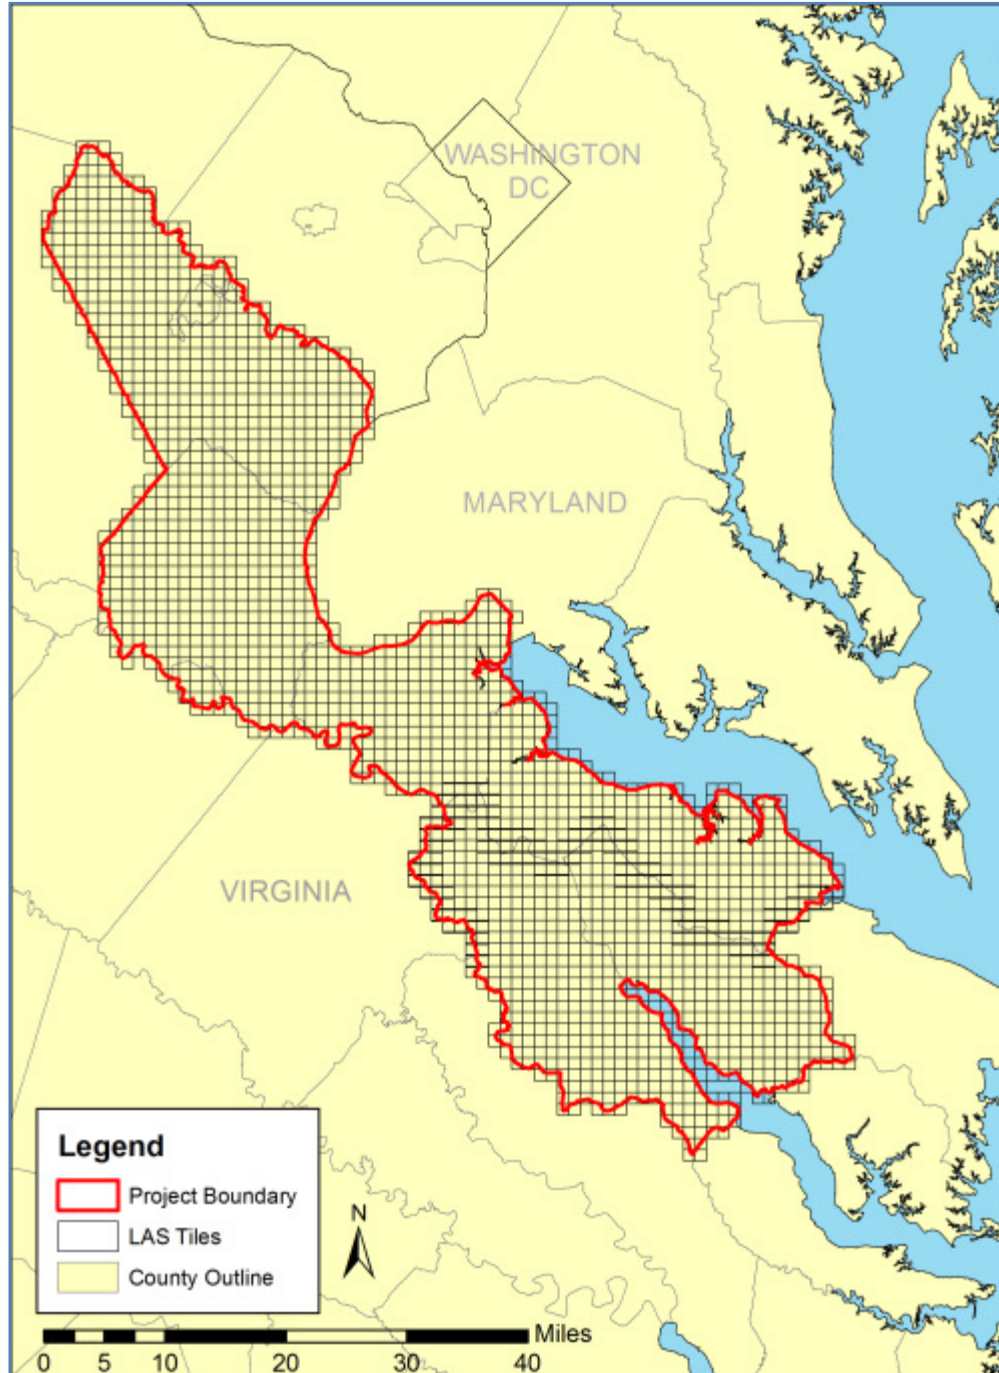 WASHINGTON
DC
MARYLAND
VIRGINIA
Legend
Project Boundary
LAS Tiles
County Outline
N
Miles
0 5 10 20 30 40